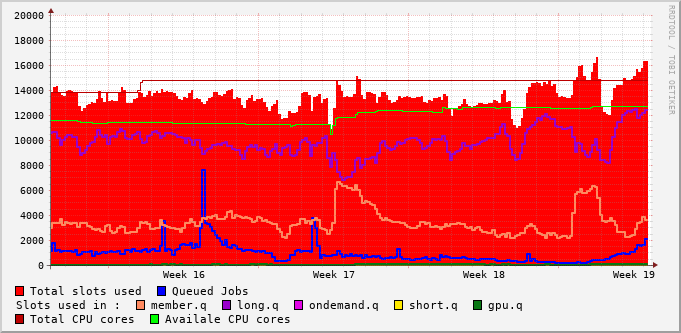 20000
18000
16000
14000
12000
10000
8000
6000
4000
2000
0
Week 16 Week 17 Week 18 Week 19
Total slots used Queued Jobs
Slots used in : member.q long.q ondemand.q short.q gpu.q
Total CPU cores Availale CPU cores
RRDTOOL / TOBI OETIKER